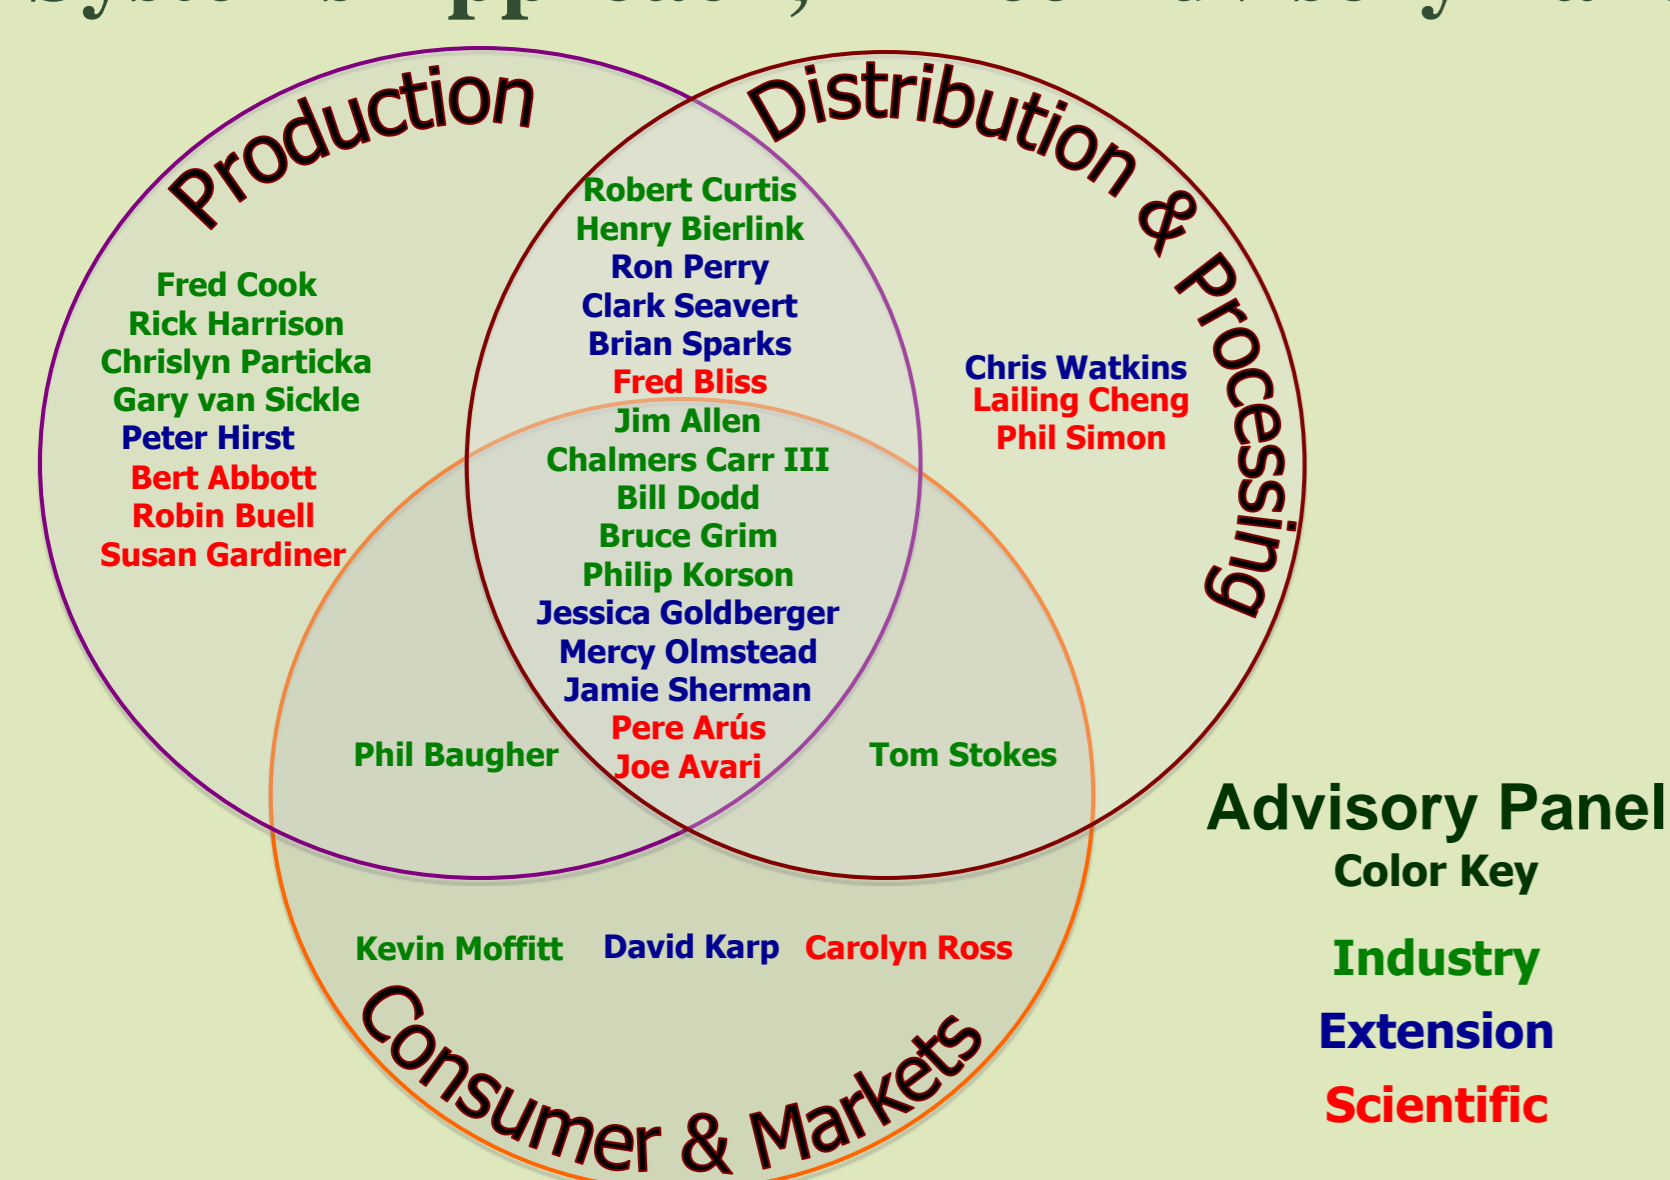 Production
Distribution & Processing
Robert Curtis
Henry Bierlink
Ron Perry
Clark Seavert
Brian Sparks
Fred Bliss
Jim Allen
Chalmers Carr III
Bill Dodd
Bruce Grim
Philip Korson
Jessica Goldberger
Mercy Olmstead
Jamie Sherman
Pere Arús
Joe Avari
Fred Cook
Rick Harrison
Chrislyn Particka
Gary van Sickle
Peter Hirst
Bert Abbott
Robin Buell
Susan Gardiner
Chris Watkins
Lailing Cheng
Phil Simon
Phil Baugher
Tom Stokes
Kevin Moffitt
David Karp
Carolyn Ross
Consumer & Markets
Advisory Panel
Color Key
Industry
Extension
Scientific